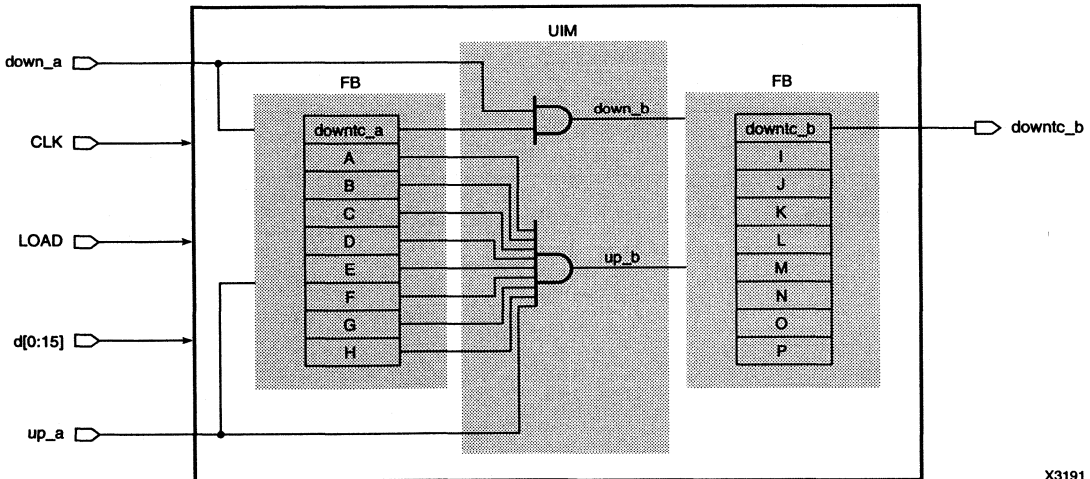 UIM
down_a
FB
FB
down_b
downtc_a
downtc_b
downtc_b
CLK
A
I
B
J
C
K
LOAD
D
L
E
up_b
M
F
N
G
O
d[0:15]
H
P
up_a
X3191